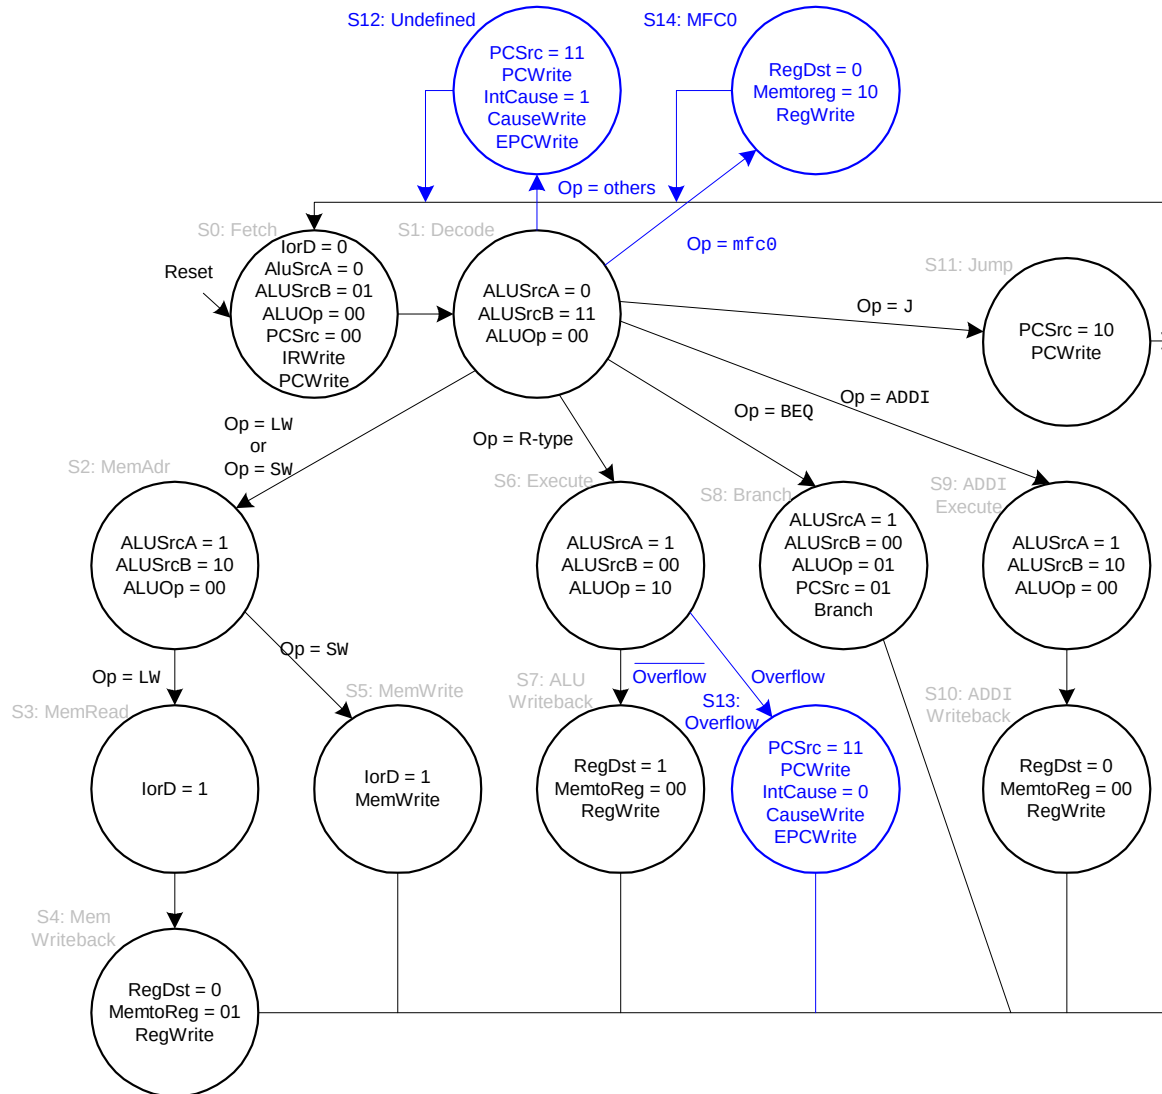 S12: Undefined
S14: MFC0
PCSrc = 11
PCWrite
IntCause = 1
CauseWrite
EPCWrite
RegDst = 0
Memtoreg = 10
RegWrite
Op = others
Op = mfc0
S0: Fetch
S1: Decode
S11: Jump
Reset
IorD = 0
AluSrcA = 0
ALUSrcB = 01
ALUOp = 00
PCSrc = 00
IRWrite
PCWrite
ALUSrcA = 0
ALUSrcB = 11
ALUOp = 00
Op = J
PCSrc = 10
PCWrite
Op = LW
or
Op = SW
Op = R-type
Op = BEQ
Op = ADDI
S2: MemAdr
S6: Execute
S8: Branch
S9: ADDI
Execute
ALUSrcA = 1
ALUSrcB = 10
ALUOp = 00
ALUSrcA = 1
ALUSrcB = 00
ALUOp = 10
ALUSrcA = 1
ALUSrcB = 00
ALUOp = 01
PCSrc = 01
Branch
ALUSrcA = 1
ALUSrcB = 10
ALUOp = 00
Op = LW
Op = SW
Overflow
Overflow
S3: MemRead
S5: MemWrite
S7: ALU
Writeback
S13:
Overflow
S10: ADDI
Writeback
IorD = 1
IorD = 1
MemWrite
RegDst = 1
MemtoReg = 00
RegWrite
PCSrc = 11
PCWrite
IntCause = 0
CauseWrite
EPCWrite
RegDst = 0
MemtoReg = 00
RegWrite
S4: Mem
Writeback
RegDst = 0
MemtoReg = 01
RegWrite